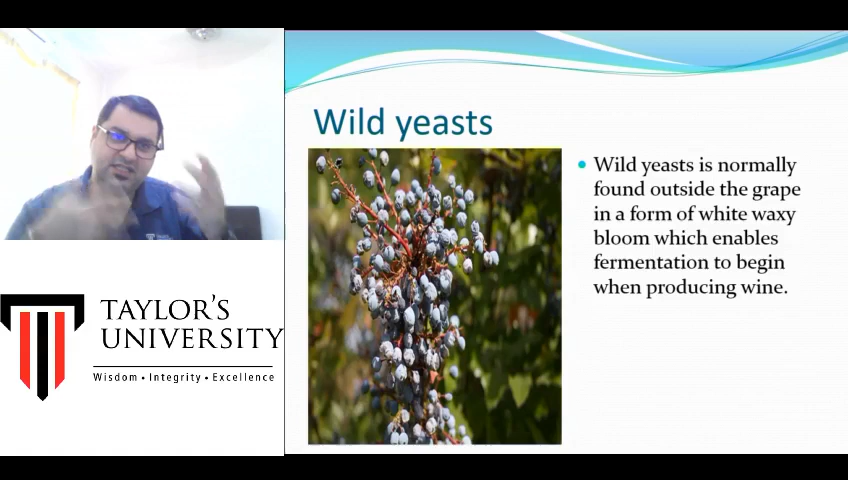 Wild yeasts
Wild yeasts is normally
found outside the grape
in a form of white waxy
bloom which enables
fermentation to begin
when producing wine.
TAYLOR'S
UNIVERSITY
Wisdom • Integrity • Excellence